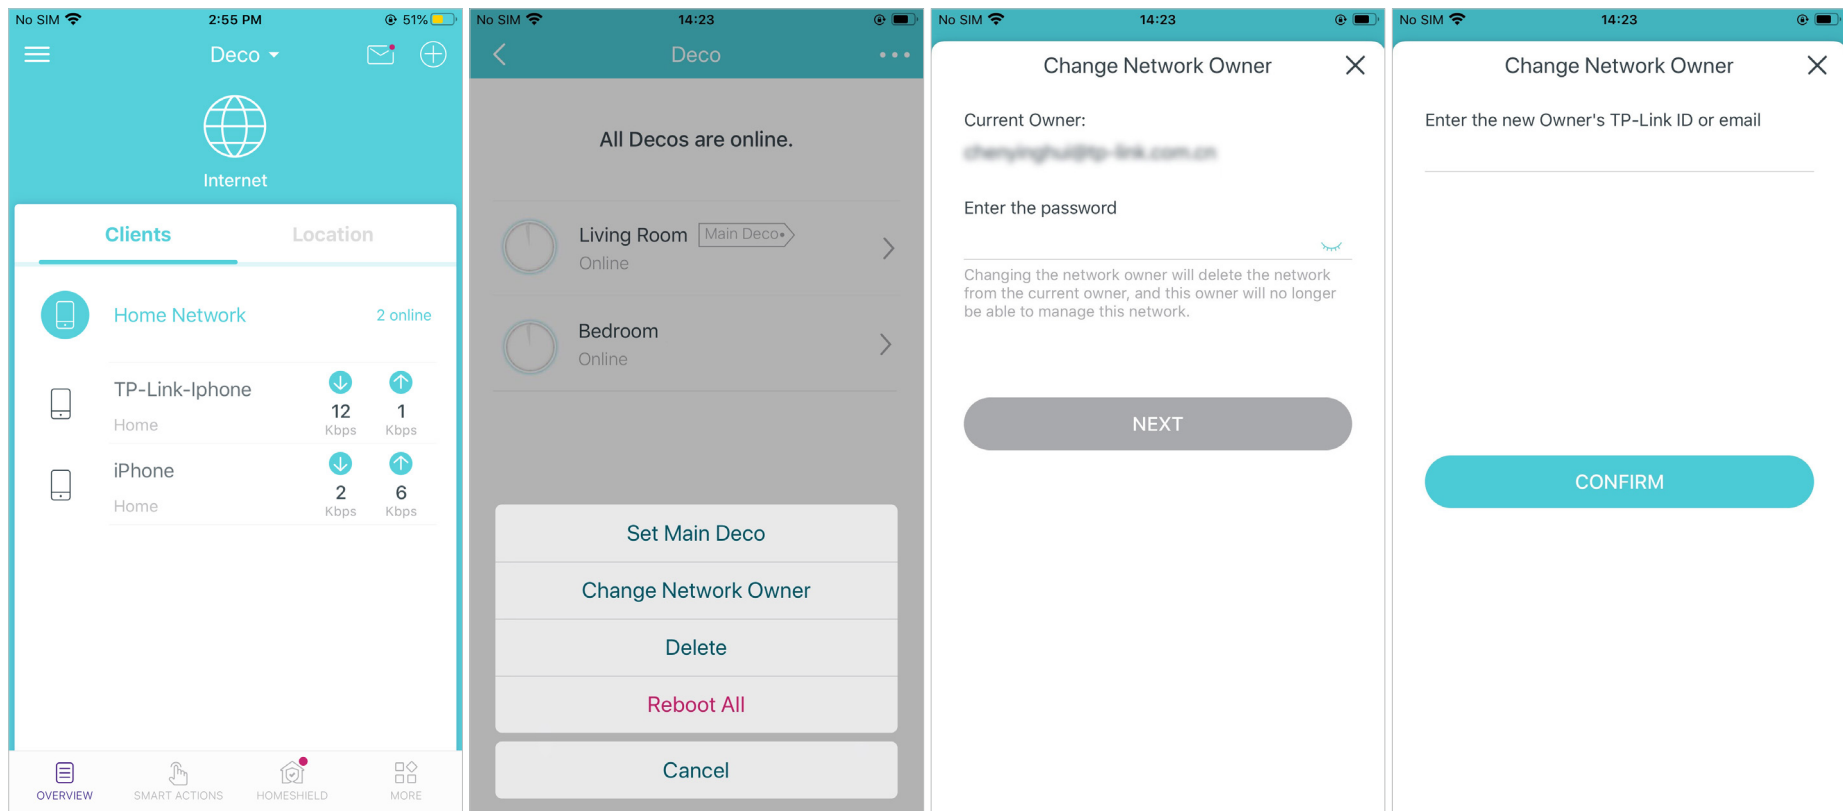 No SIM 2:55 PM 51%
Deco
Internet
Clients Location
Home Network 2 online
TP-Link-Iphone
12 1
Home Kbps Kbps
iPhone
2 6
Home Kbps Kbps
OVERVIEW SMART ACTIONS HOMESHIELD MORE
No SIM 14:23
Deco
All Decos are online.
Living Room Main Deco
Online
Bedroom
Online
Set Main Deco
Change Network Owner
Delete
Reboot All
Cancel
No SIM 14:23
Change Network Owner
Current Owner:
Enter the password
Changing the network owner will delete the network
from the current owner, and this owner will no longer
be able to manage this network.
NEXT
No SIM 14:23
Change Network Owner
Enter the new Owner's TP-Link ID or email
CONFIRM